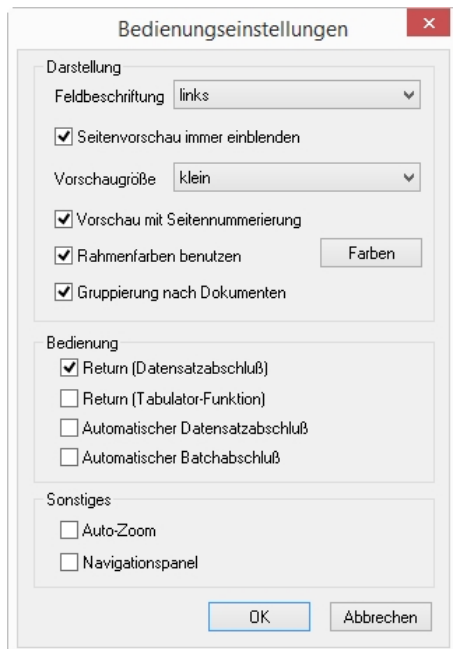 Bedienungseinstellungen
Darstellung
Feldbeschriftung links
Seitenvorschau immer einblenden
Vorschaugröße klein
Vorschau mit Seitennummerierung
Rahmenfarben benutzen Farben
Gruppierung nach Dokumenten
Bedienung
Return (Datensatzabschluß)
Return (Tabulator-Funktion)
Automatischer Datensatzabschluß
Automatischer Batchabschluß
Sonstiges
Auto-Zoom
Navigationspanel
OK Abbrechen